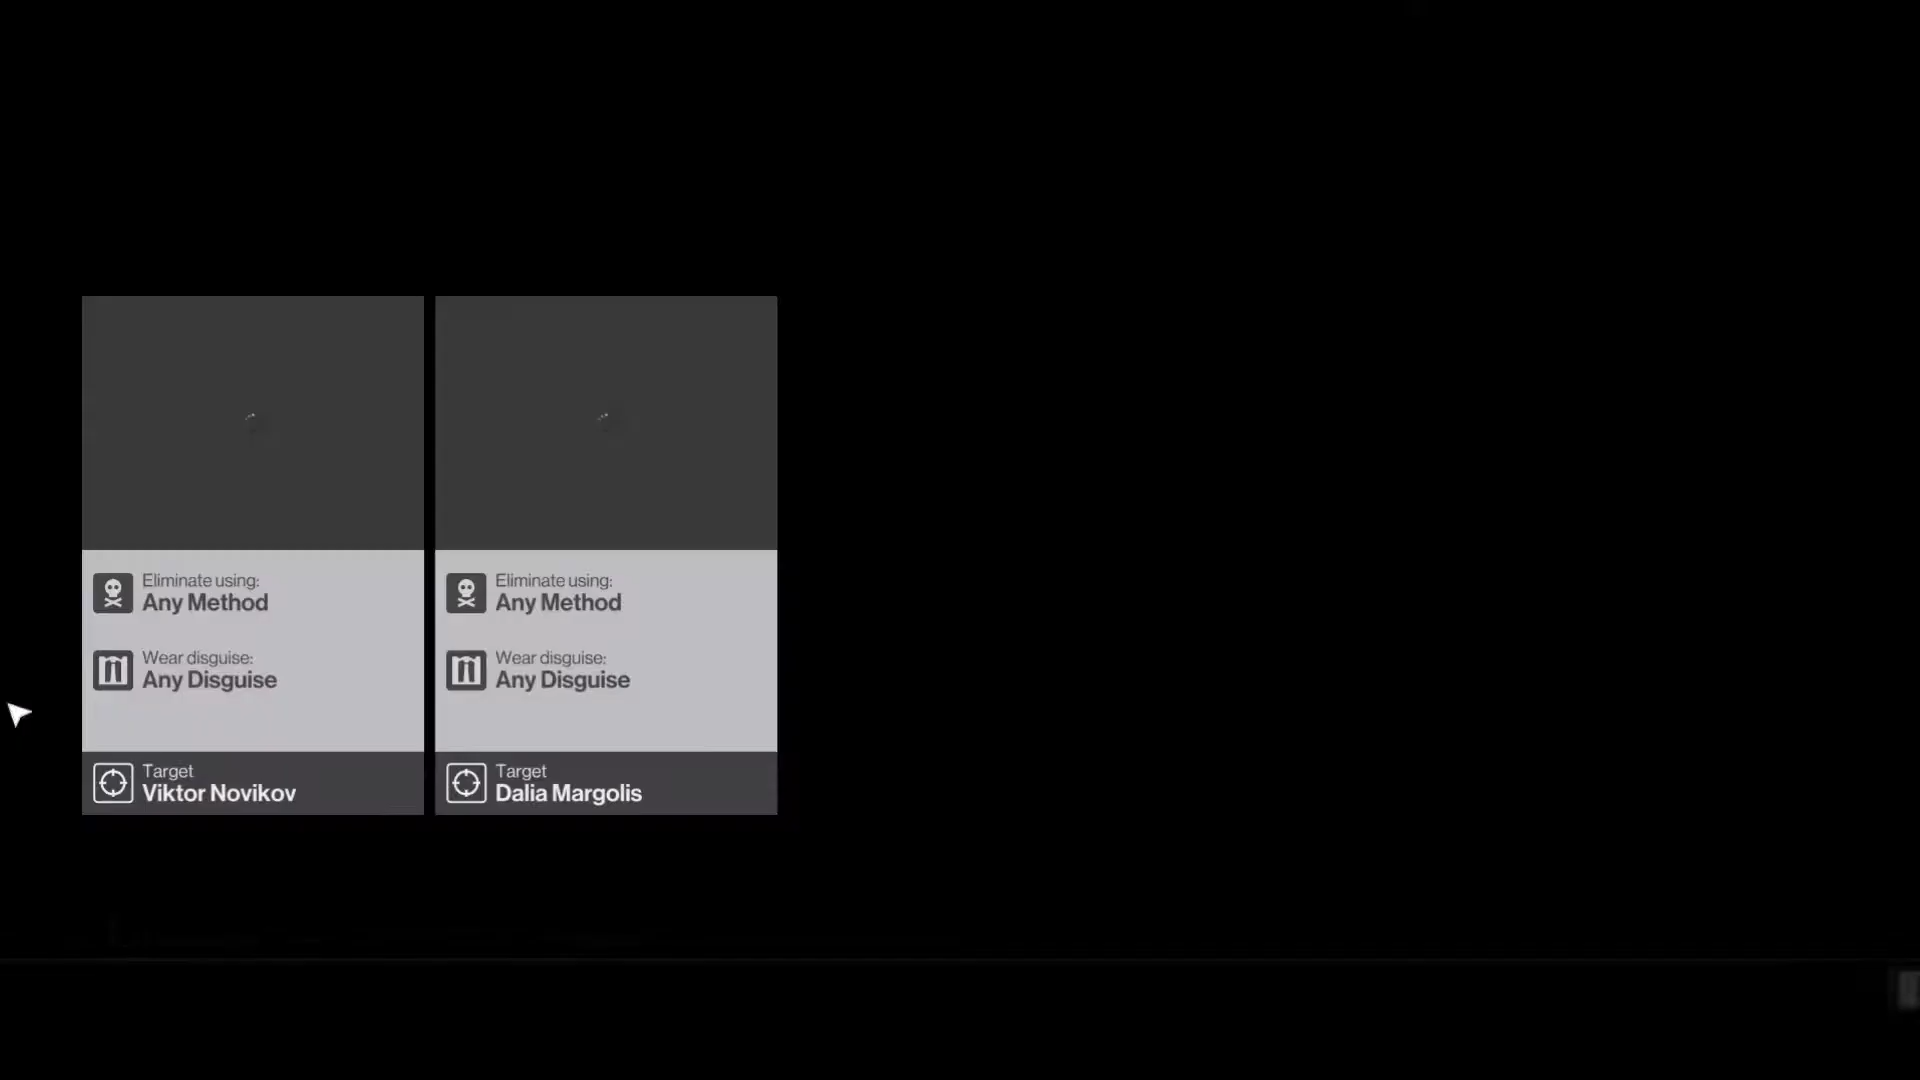 Eliminate using:
Any Method
Wear disguise:
Any Disguise
Target
Viktor Novikov
Eliminate using:
Any Method
Wear disguise:
Any Disguise
Target
Dalia Margolis